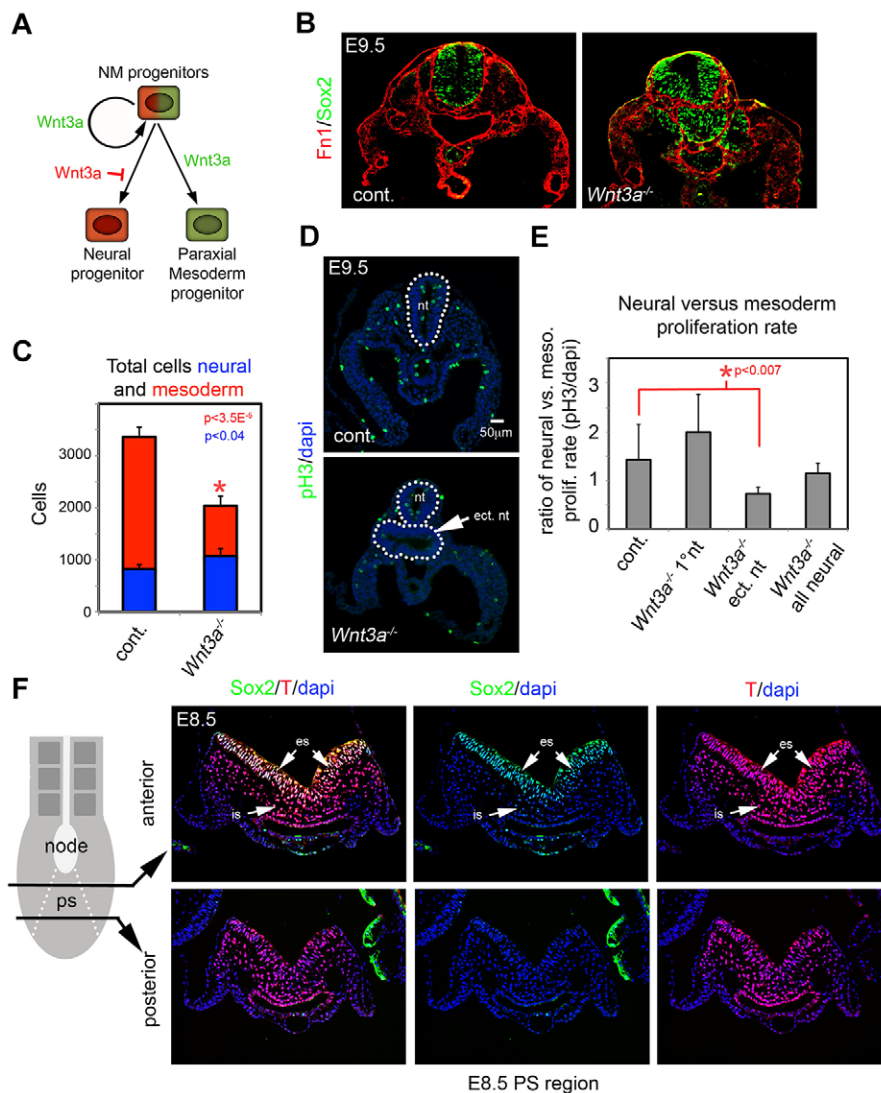 A
NM progenitors
Wnt3a
Wnt3a
Wnt3a
Neural
progenitor
Paraxial
Mesoderm
progenitor
B
E9.5
Fn1/Sox2
cont.
Wnt3a-/-
C
Total cells neural
and mesoderm
p<3.5E-5
p<0.04
Cells
3000
2000
1000
0
*
cont.
Wnt3a-/-
D
E9.5
pH3/dapi
nt
50μm
cont.
nt
ect. nt
Wnt3a-/-
E
Neural versus mesoderm
proliferation rate
* p<0.007
ratio of neural vs. meso.
prolif. rate (pH3/dapi)
3
2
1
0
cont.
Wnt3a-/- 1° nt
Wnt3a-/-
ect. nt
Wnt3a-/-
all neural
F
Sox2/T/dapi
Sox2/dapi
T/dapi
E8.5
anterior
posterior
node
ps
es
is
es
is
es
is
E8.5 PS region